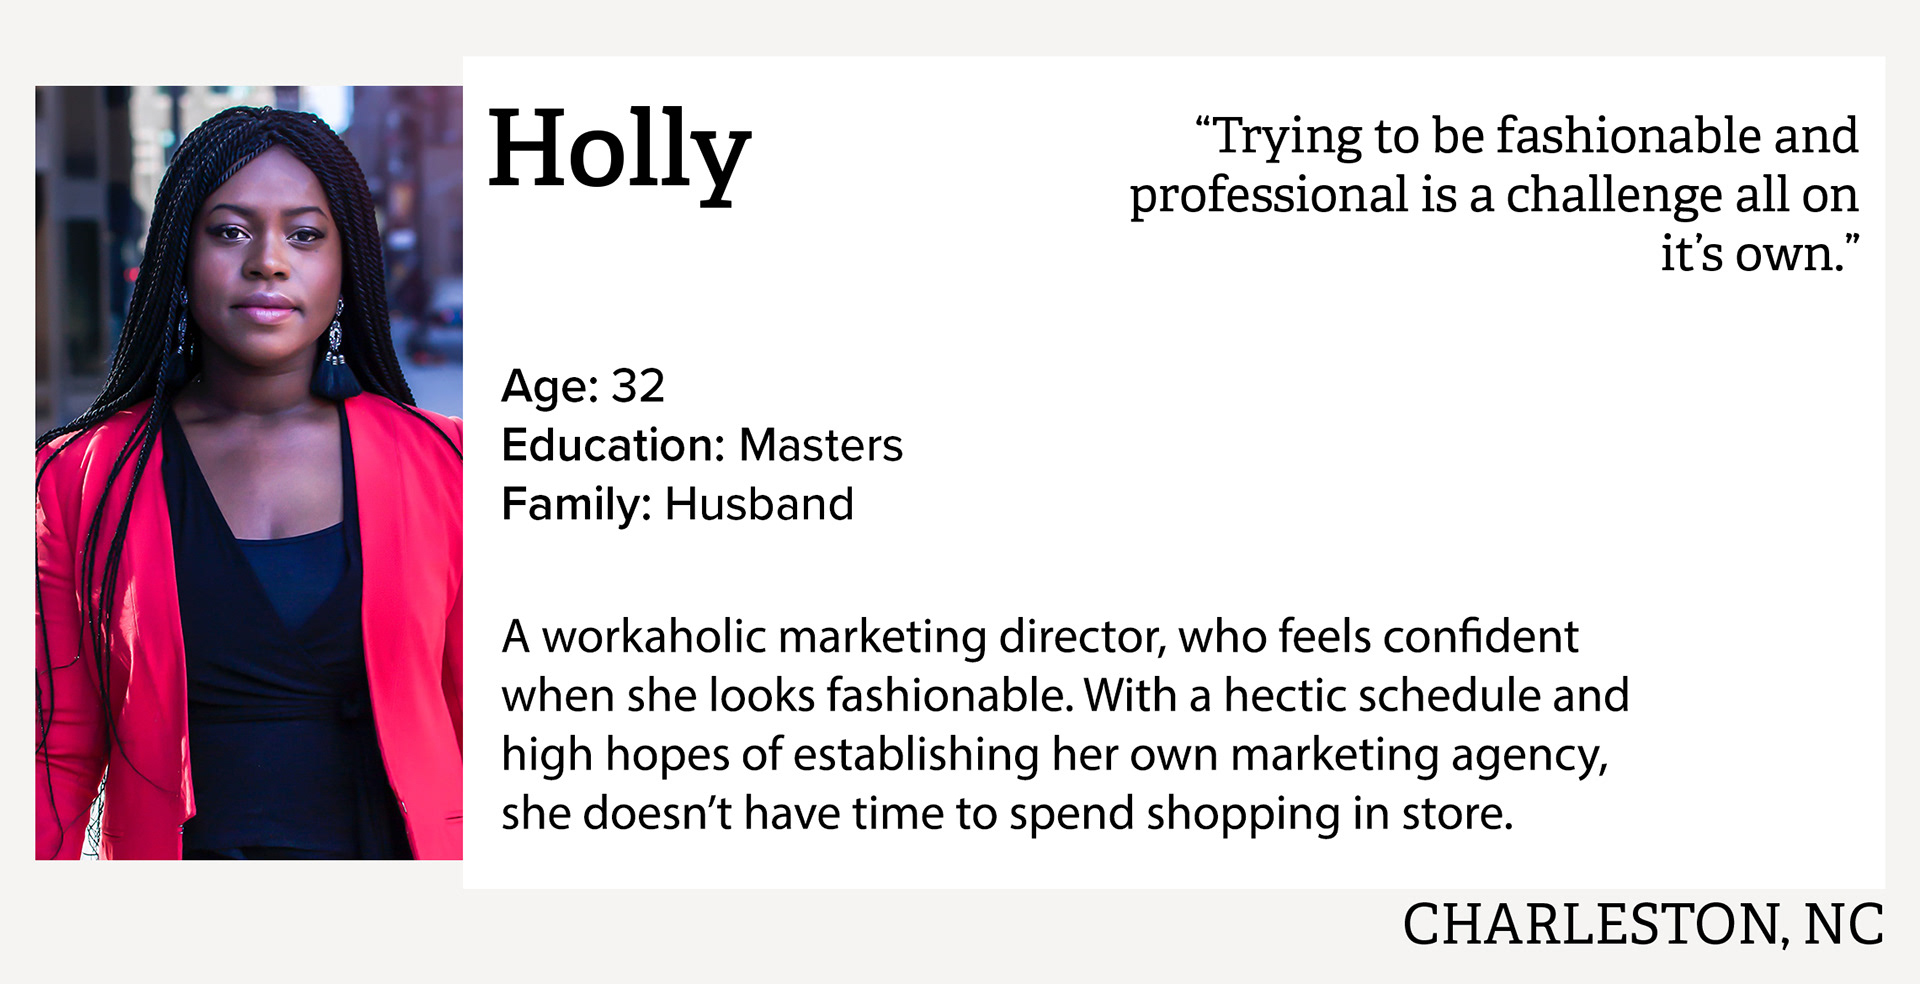 Holly
“Trying to be fashionable and
professional is a challenge all on
it’s own.”
Age: 32
Education: Masters
Family: Husband
A workaholic marketing director, who feels confident
when she looks fashionable. With a hectic schedule and
high hopes of establishing her own marketing agency,
she doesn’t have time to spend shopping in store.
CHARLESTON, NC